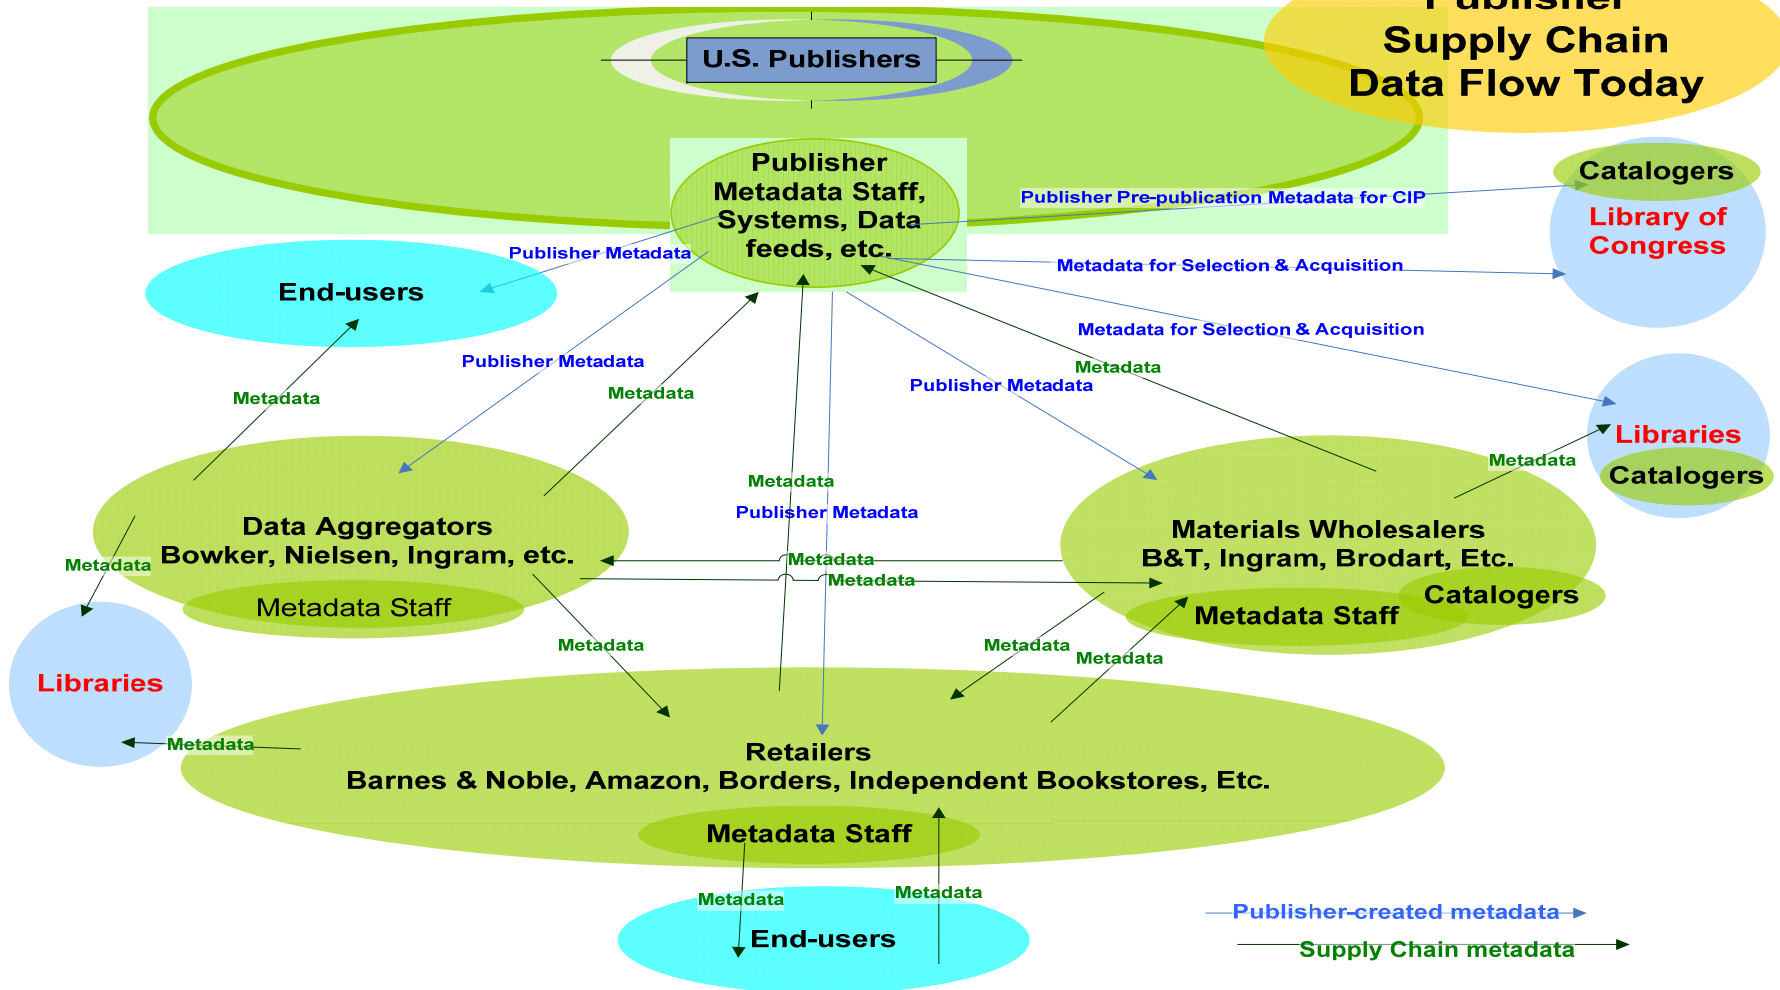 Publisher
Supply Chain
Data Flow Today
U.S. Publishers
Publisher
Metadata Staff,
Systems, Data
feeds, etc.
Publisher Pre-publication Metadata for CIP
Catalogers
Library of
Congress
Publisher Metadata
Metadata for Selection & Acquisition
End-users
Metadata for Selection & Acquisition
Publisher Metadata
Metadata
Publisher Metadata
Metadata
Metadata
Libraries
Catalogers
Metadata
Metadata
Publisher Metadata
Data Aggregators
Bowker, Nielsen, Ingram, etc.
Metadata Staff
Materials Wholesalers
B&T, Ingram, Brodart, Etc.
Catalogers
Metadata Staff
Metadata
Metadata
Metadata
Metadata
Metadata
Metadata
Libraries
Metadata
Retailers
Barnes & Noble, Amazon, Borders, Independent Bookstores, Etc.
Metadata Staff
Metadata
Metadata
End-users
Publisher-created metadata
Supply Chain metadata